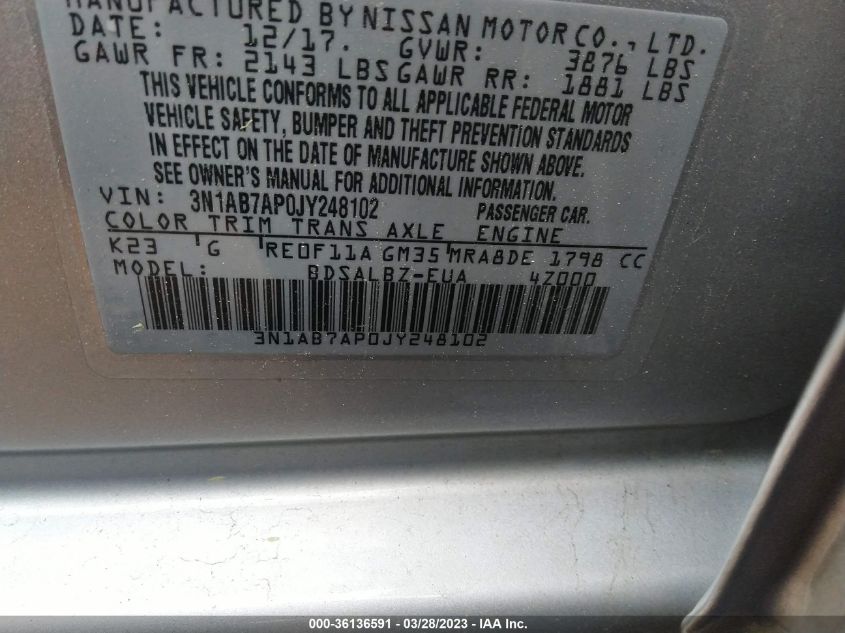 MANUFACTURED BY NISSAN MOTOR CO., LTD.
DATE: 12/17. GVWR: 3876 LBS
GAWR FR: 2143 LBS GAWR RR: 1881 LBS
THIS VEHICLE CONFORMS TO ALL APPLICABLE FEDERAL MOTOR
VEHICLE SAFETY, BUMPER AND THEFT PREVENTION STANDARDS
IN EFFECT ON THE DATE OF MANUFACTURE SHOWN ABOVE.
SEE OWNER'S MANUAL FOR ADDITIONAL INFORMATION.
VIN: 3N1AB7AP0JY248102 PASSENGER CAR.
COLOR TRIM TRANS AXLE ENGINE
K23 G RE0F11A GM35 MRA8DE 1798 CC
MODEL: BDSALBZ-EUA 4Z000
3N1AB7AP0JY248102
000-36136591 / 03/28/2023 - IAA Inc.